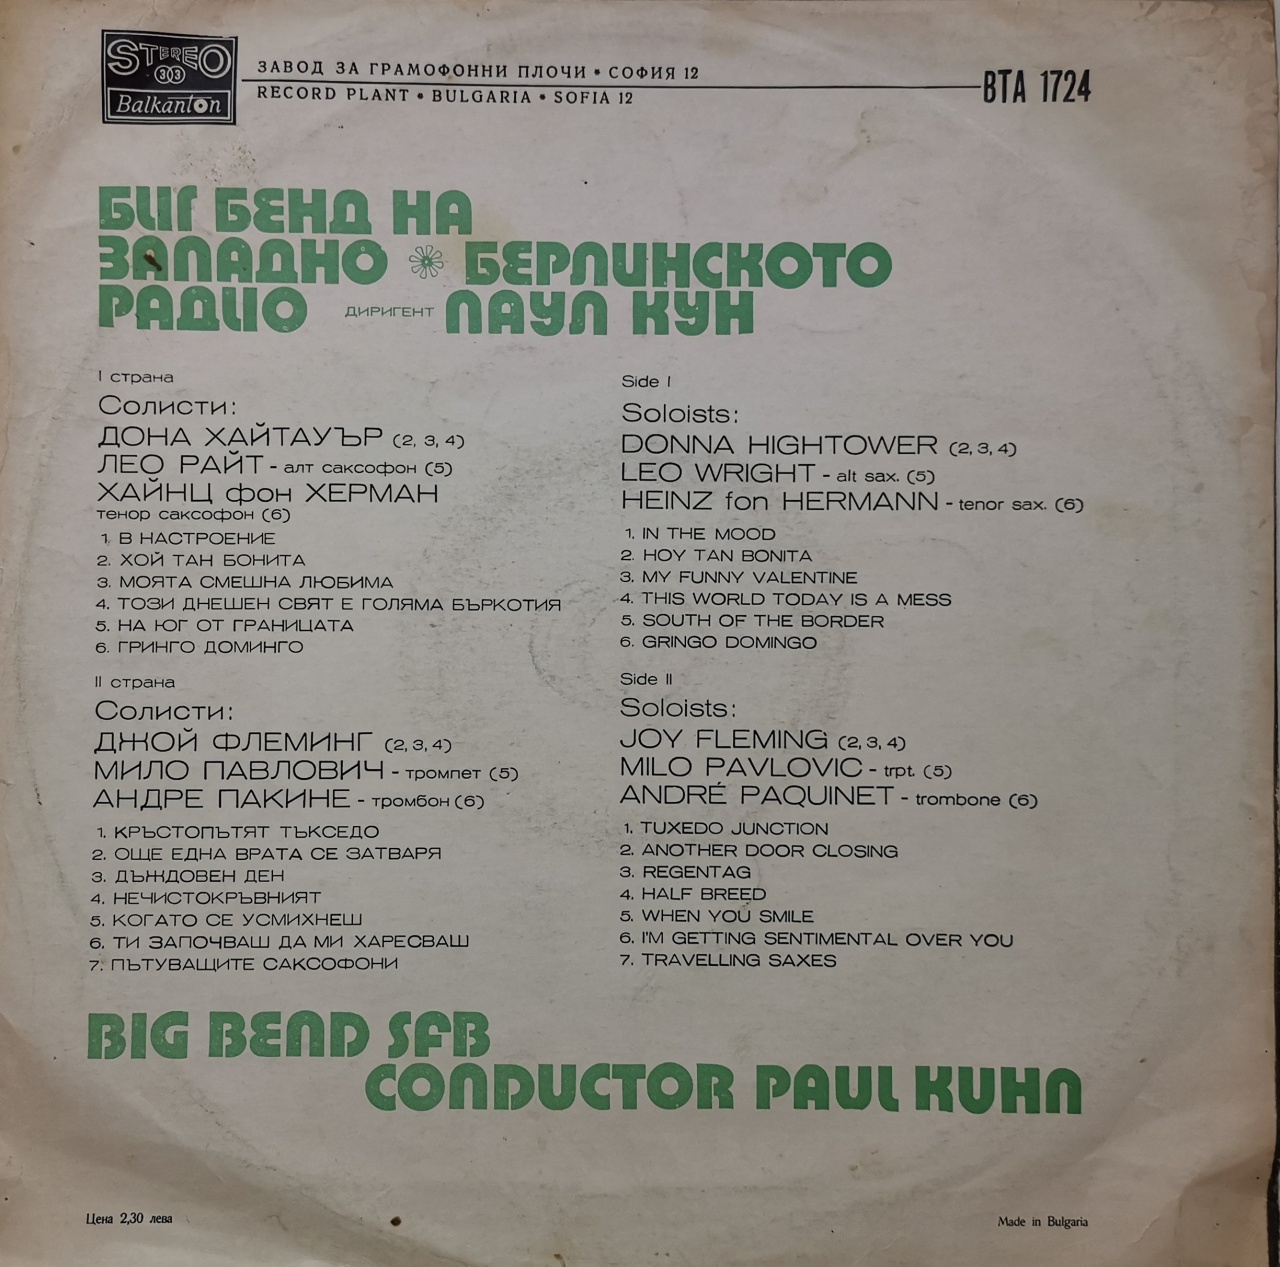 STEREO
33
Balkanton
ЗАВОД ЗА ГРАМОФОННИ ПЛОЧИ • СОФИЯ 12
RECORD PLANT • BULGARIA • SOFIA 12
ВТА 1724
БИГ БЕНД НА
ЗАПАДНО БЕРЛИНСКОТО
РАДИО ДИРИГЕНТ ПАУЛ КУН
I страна
Солисти:
ДОНА ХАЙТАУЪР (2, 3, 4)
ЛЕО РАЙТ - алт саксофон (5)
ХАЙНЦ фон ХЕРМАН
тенор саксофон (6)
1. В НАСТРОЕНИЕ
2. ХОЙ ТАН БОНИТА
3. МОЯТА СМЕШНА ЛЮБИМА
4. ТОЗИ ДНЕШЕН СВЯТ Е ГОЛЯМА БЪРКОТИЯ
5. НА ЮГ ОТ ГРАНИЦАТА
6. ГРИНГО ДОМИНГО
Side I
Soloists:
DONNA HIGHTOWER (2, 3, 4)
LEO WRIGHT - alt sax. (5)
HEINZ fon HERMANN - tenor sax. (6)
1. IN THE MOOD
2. HOY TAN BONITA
3. MY FUNNY VALENTINE
4. THIS WORLD TODAY IS A MESS
5. SOUTH OF THE BORDER
6. GRINGO DOMINGO
II страна
Солисти:
ДЖОЙ ФЛЕМИНГ (2, 3, 4)
МИЛО ПАВЛОВИЧ - тромпет (5)
АНДРЕ ПАКИНЕ - тромбон (6)
1. КРЪСТОПЪТЯТ ТЪКСЕДО
2. ОЩЕ ЕДНА ВРАТА СЕ ЗАТВАРЯ
3. ДЪЖДОВЕН ДЕН
4. НЕЧИСТОКРЪВНИЯТ
5. КОГАТО СЕ УСМИХНЕШ
6. ТИ ЗАПОЧВАШ ДА МИ ХАРЕСВАШ
7. ПЪТУВАЩИТЕ САКСОФОНИ
Side II
Soloists:
JOY FLEMING (2, 3, 4)
MILO PAVLOVIC - trpt. (5)
ANDRÉ PAQUINET - trombone (6)
1. TUXEDO JUNCTION
2. ANOTHER DOOR CLOSING
3. REGENTAG
4. HALF BREED
5. WHEN YOU SMILE
6. I'M GETTING SENTIMENTAL OVER YOU
7. TRAVELLING SAXES
BIG BEND SFB
CONDUCTOR PAUL KUHN
Цена 2,30 лева
Made in Bulgaria